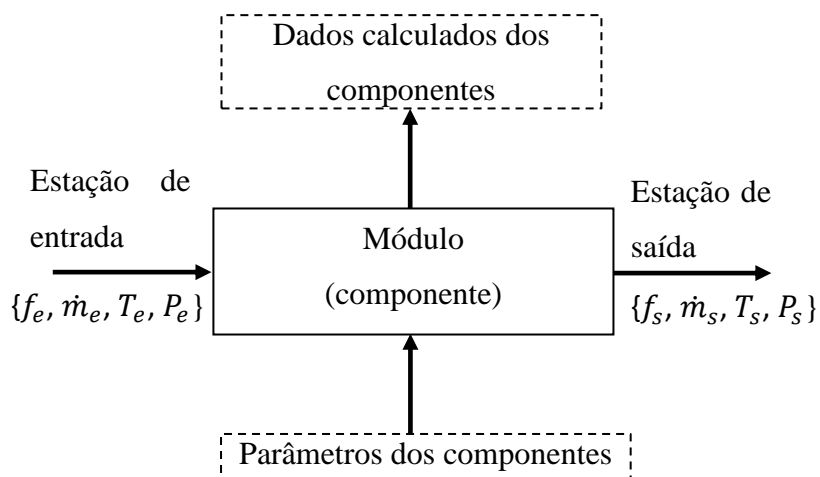 Dados calculados dos
componentes
Estação de
entrada
{f_e, ṁ_e, T_e, P_e}
Módulo
(componente)
Estação de
saída
{f_s, ṁ_s, T_s, P_s}
Parâmetros dos componentes